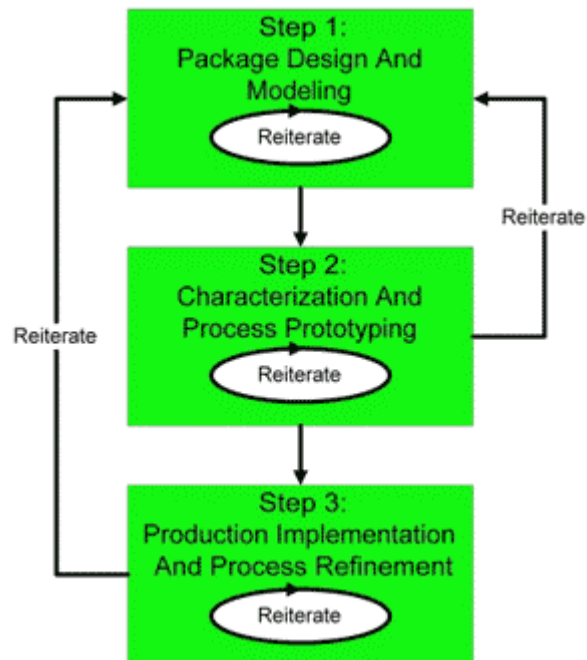 Step 1:
Package Design And
Modeling
Reiterate
Reiterate
Step 2:
Characterization And
Process Prototyping
Reiterate
Reiterate
Step 3:
Production Implementation
And Process Refinement
Reiterate